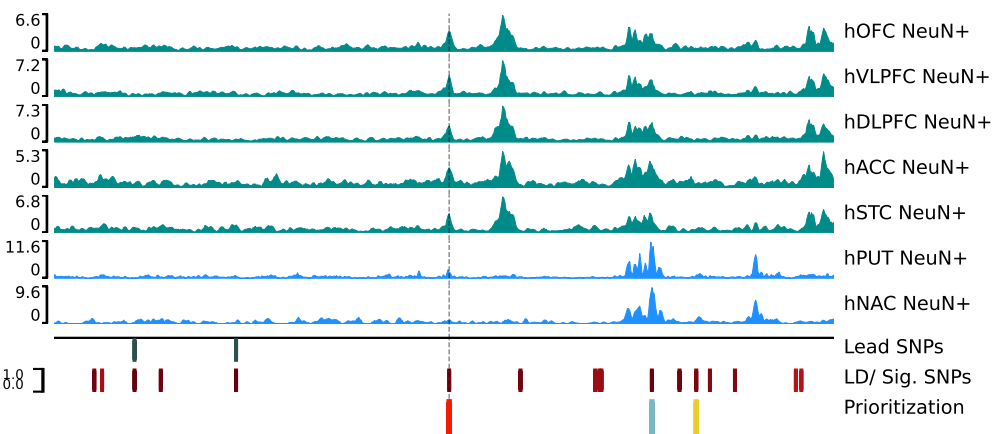 6.6
0
hOFC NeuN+
7.2
0
hVLPFC NeuN+
7.3
0
hDLPFC NeuN+
5.3
0
hACC NeuN+
6.8
0
hSTC NeuN+
11.6
0
hPUT NeuN+
9.6
0
hNAC NeuN+
Lead SNPs
1.0
0.0
LD/ Sig. SNPs
Prioritization